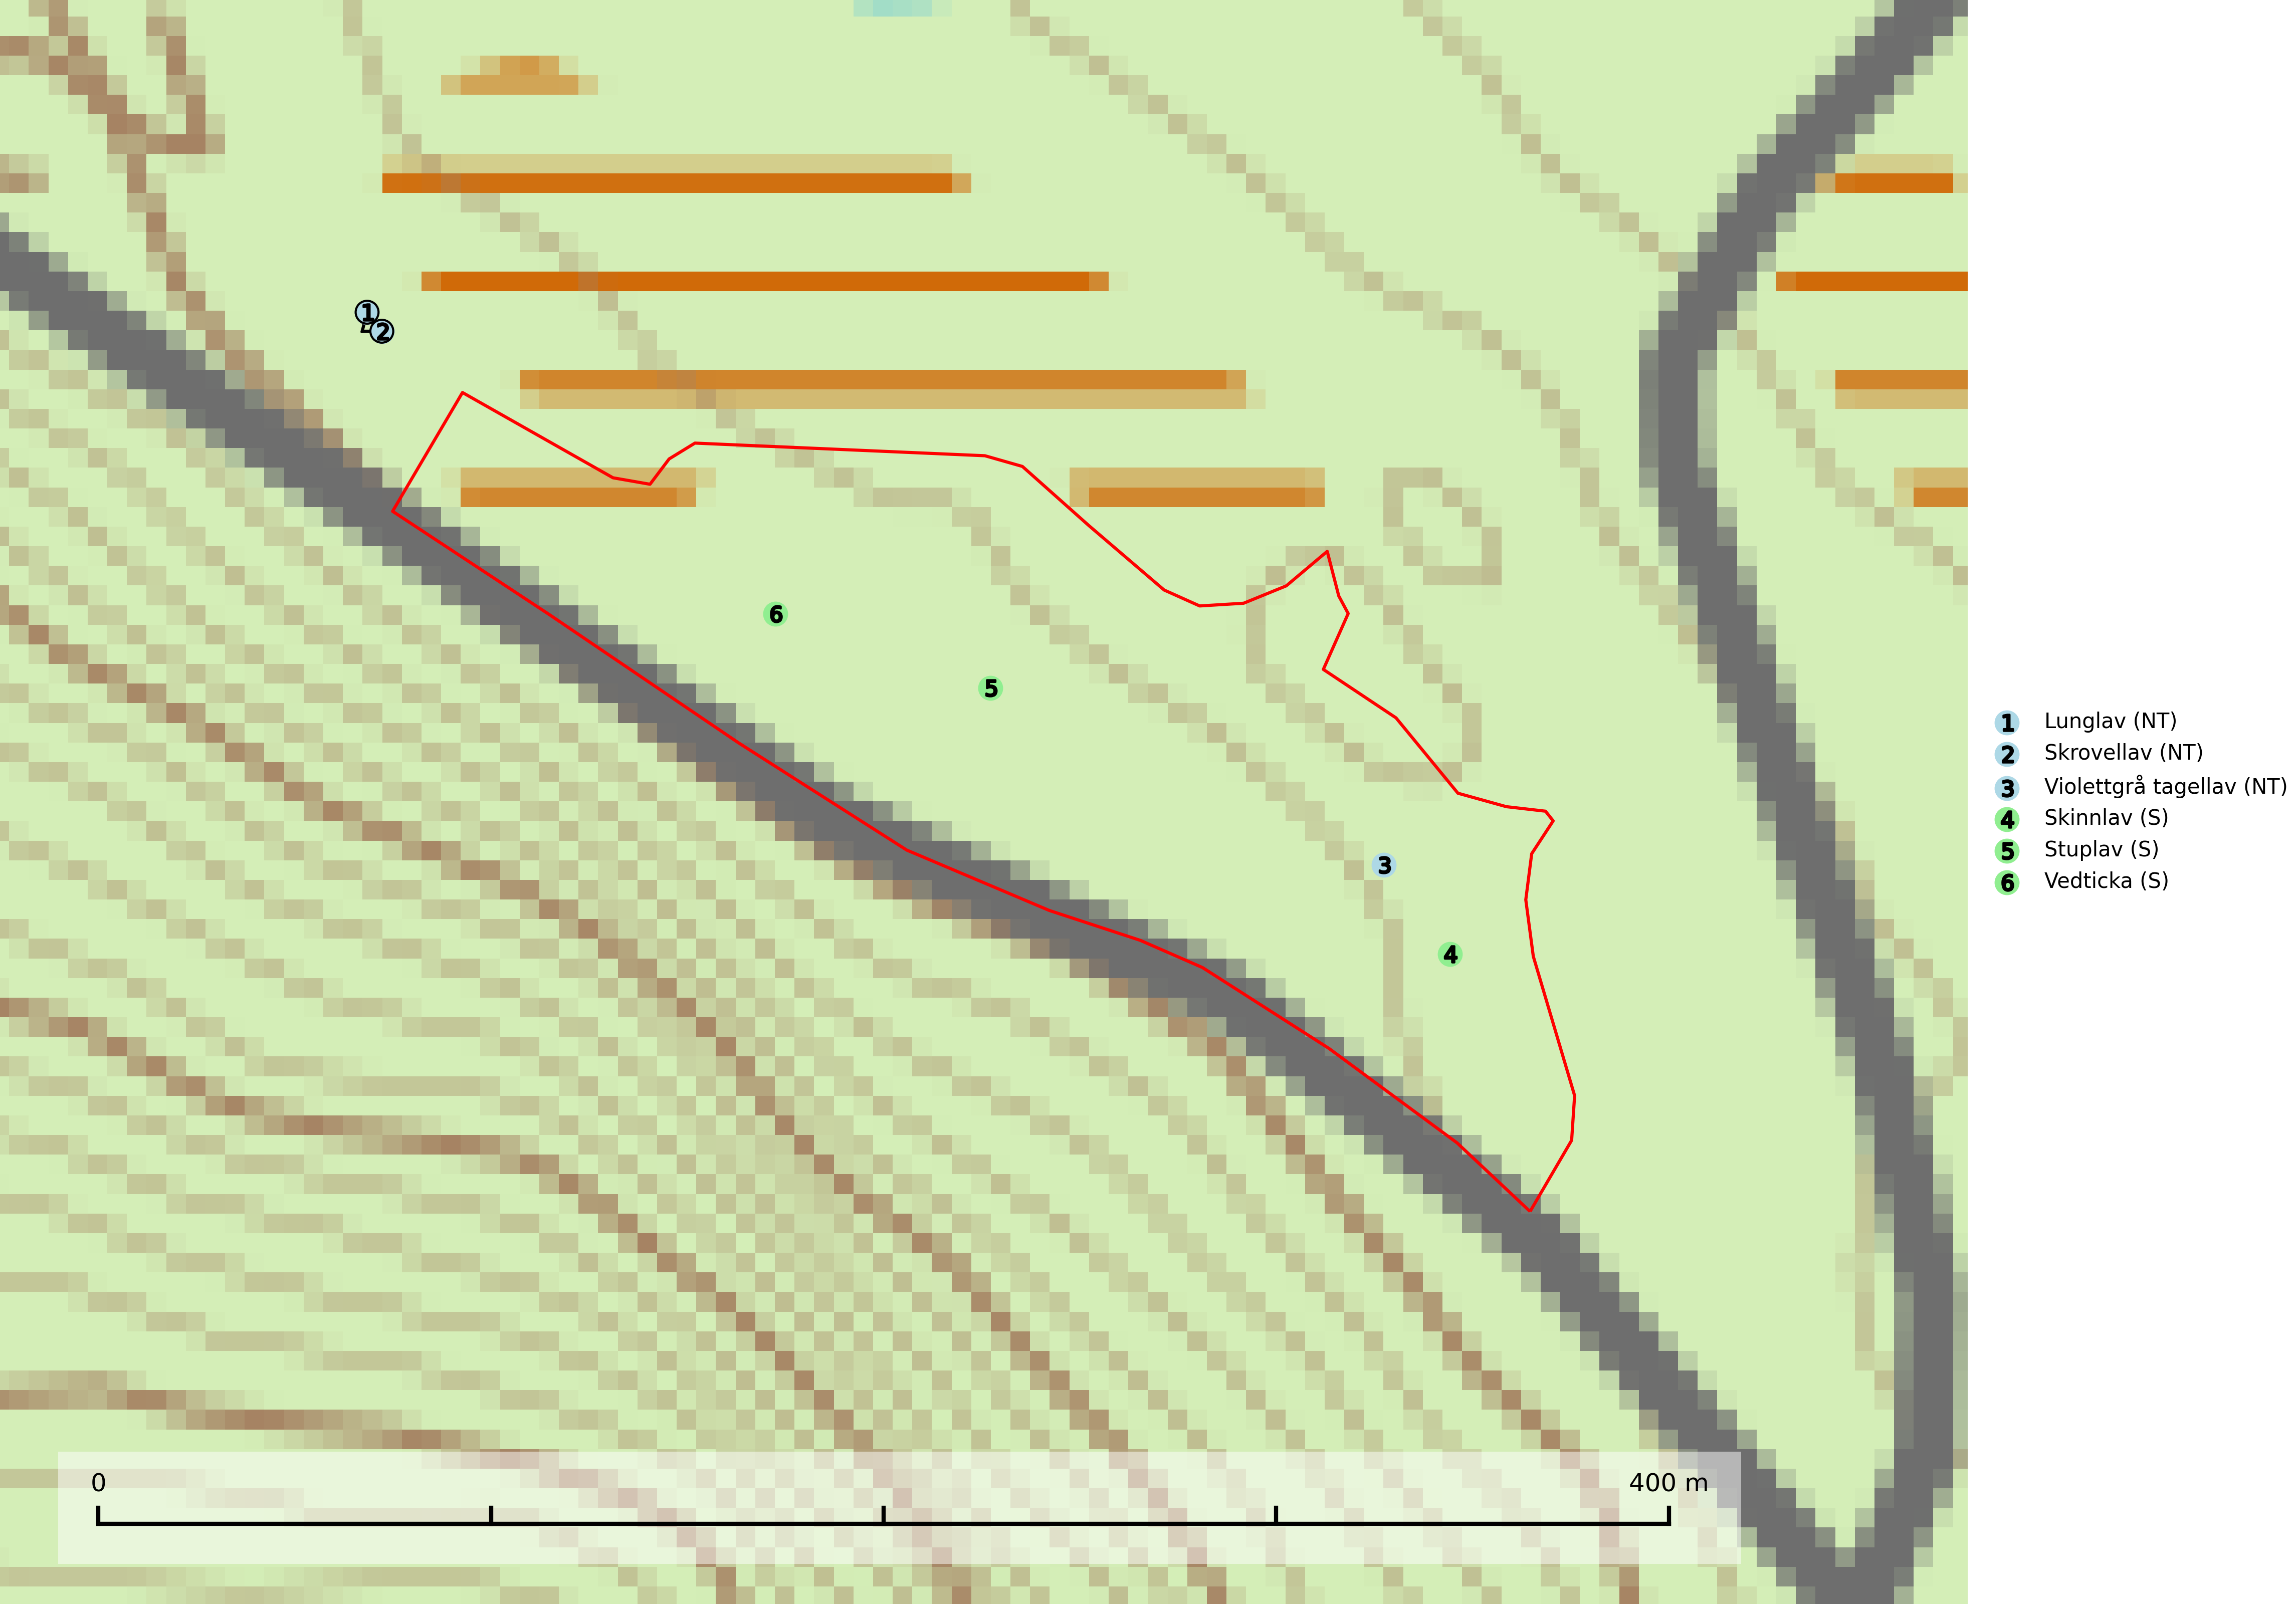 1
2
6
5
3
4
1 Lunglav (NT)
2 Skrovellav (NT)
3 Violettgrå tagellav (NT)
4 Skinnlav (S)
5 Stuplav (S)
6 Vedticka (S)
0 400 m